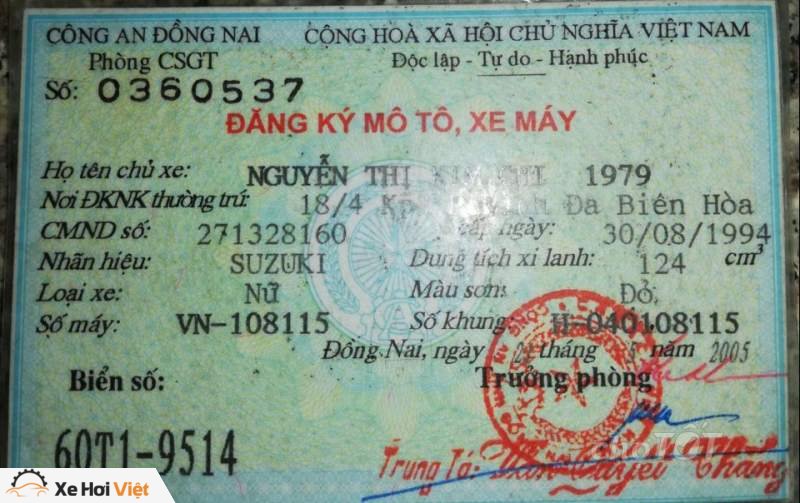 CÔNG AN ĐỒNG NAI CỘNG HOÀ XÃ HỘI CHỦ NGHĨA VIỆT NAM
Phòng CSGT Độc lập - Tự do - Hạnh phúc
Số: 0360537
ĐĂNG KÝ MÔ TÔ, XE MÁY
Họ tên chủ xe: NGUYỄN THỊ 1979
Nơi ĐKNK thường trú: 18/4 Kp Đa Biên Hòa
CMND số: 271328160 cấp ngày: 30/08/1994
Nhãn hiệu: SUZUKI Dung tích xi lanh: 124 cm³
Loại xe: Nữ Màu sơn: Đỏ
Số máy: VN-108115 Số khung: H-040108115
Đồng Nai, ngày tháng năm 2005
Biển số: Trưởng phòng
60T1-9514
Trung Tá: Thắng
Xe Hơi Việt